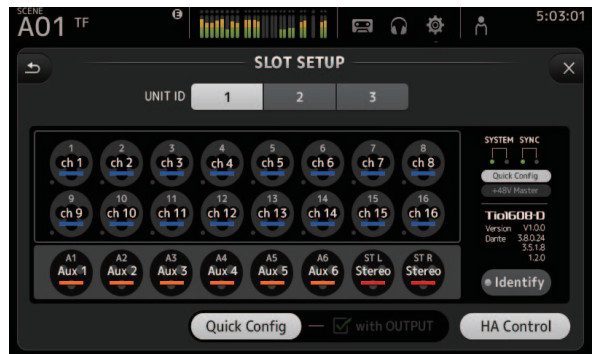 SCENE
A01 TF
E
5:03:01
SLOT SETUP
UNIT ID 1 2 3
1 2 3 4 5 6 7 8
ch 1 ch 2 ch 3 ch 4 ch 5 ch 6 ch 7 ch 8
9 10 11 12 13 14 15 16
ch 9 ch 10 ch 11 ch 12 ch 13 ch 14 ch 15 ch 16
A1 A2 A3 A4 A5 A6 ST L ST R
Aux 1 Aux 2 Aux 3 Aux 4 Aux 5 Aux 6 Stereo Stereo
SYSTEM SYNC
Quick Config
+48V Master
Tio1608-D
Version V1.0.0
Dante 3.8.0.24
3.5.1.8
1.2.0
Identify
Quick Config with OUTPUT HA Control